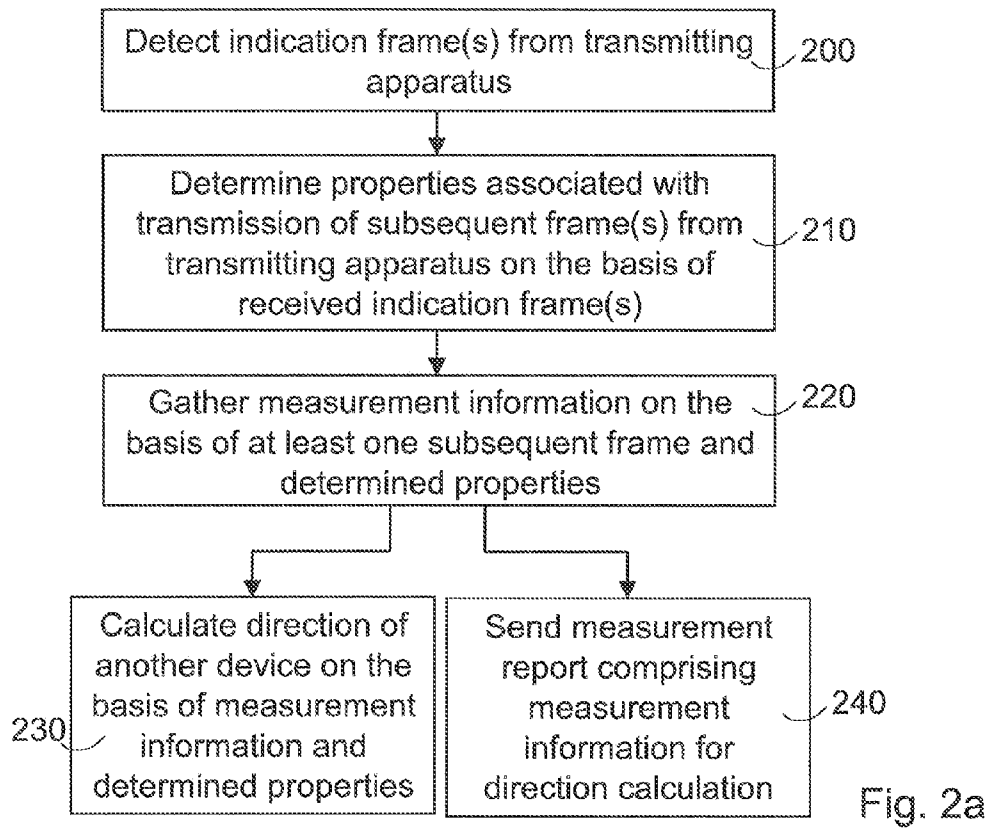 Detect indication frame(s) from transmitting
apparatus
200
Determine properties associated with
transmission of subsequent frame(s) from
transmitting apparatus on the basis of
received indication frame(s)
210
Gather measurement information on the
basis of at least one subsequent frame and
determined properties
220
Calculate direction of
another device on the
basis of measurement
information and
determined properties
230
Send measurement
report comprising
measurement
information for
direction calculation
240
Fig. 2a